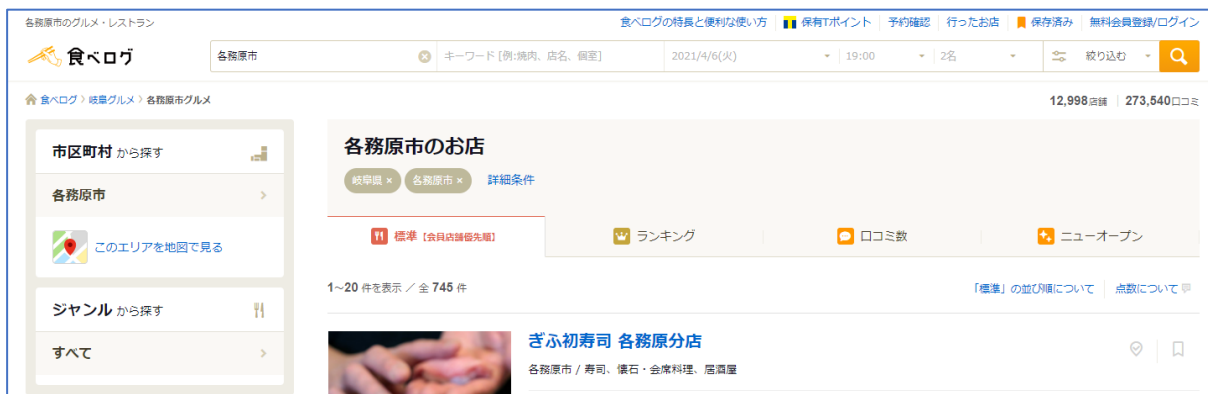 各務原市のグルメ・レストラン
食べログの特長と便利な使い方 保有Tポイント 予約確認 行ったお店 保存済み 無料会員登録/ログイン
食べログ 各務原市 キーワード [例:焼肉、店名、個室] 2021/4/6(火) 19:00 2名 絞り込む
食べログ 岐阜グルメ 各務原市グルメ
12,998店舗 273,540口コミ
市区町村 から探す
各務原市
このエリアを地図で見る
ジャンル から探す
すべて
各務原市のお店
岐阜県 × 各務原市 × 詳細条件
標準 [会員店舗優先順] ランキング 口コミ数 ニューオープン
1~20 件を表示 / 全 745 件
「標準」の並び順について 点数について
ぎふ初寿司 各務原分店
各務原市 / 寿司、懐石・会席料理、居酒屋